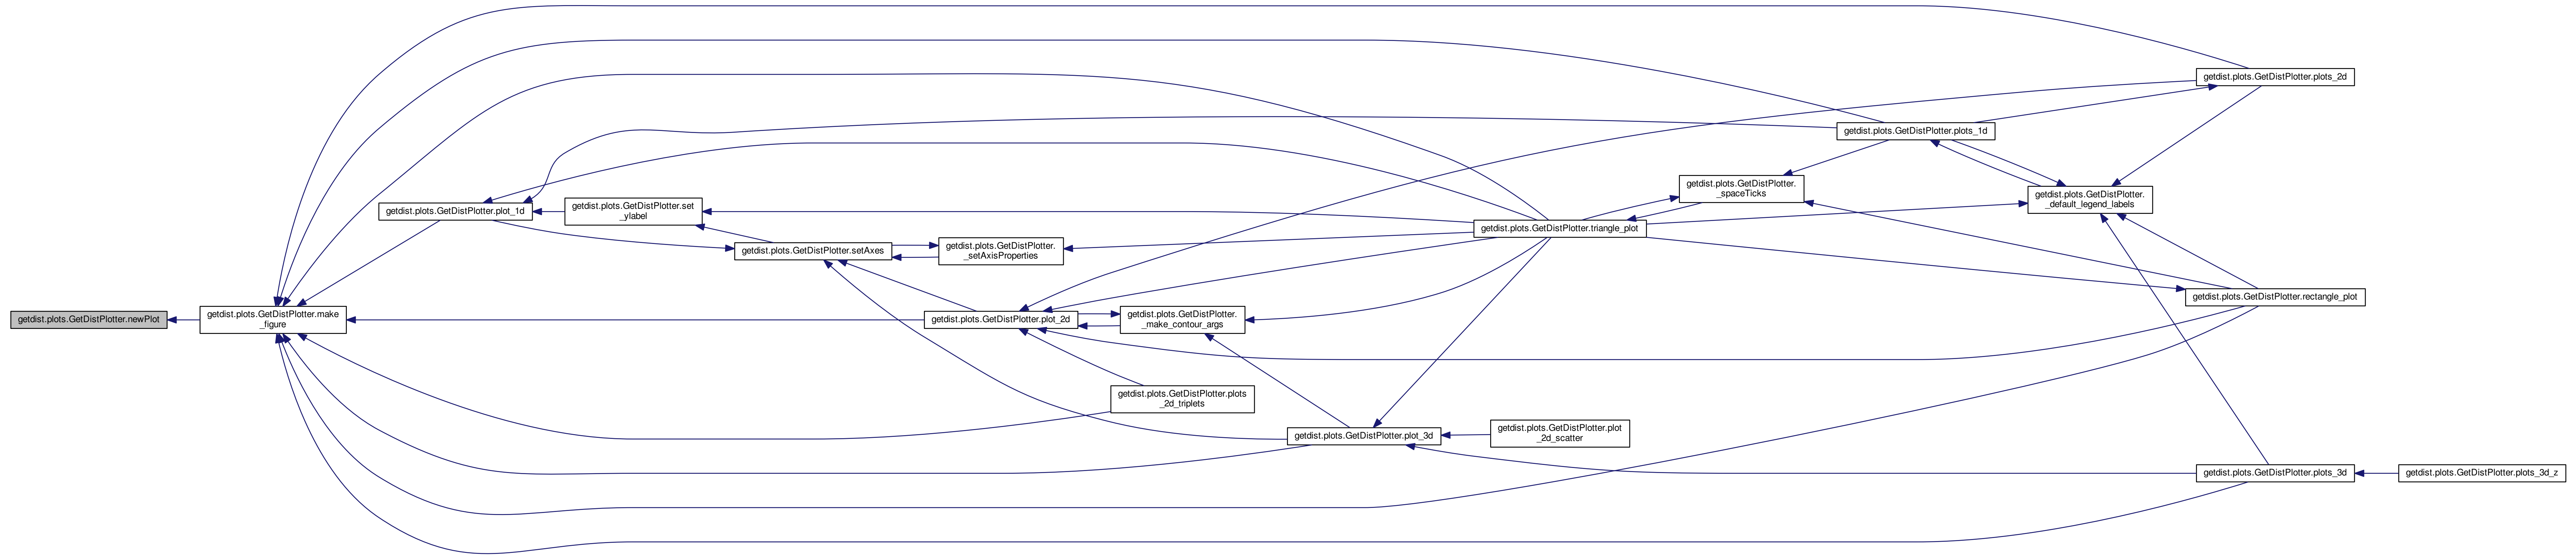 getdist.plots.GetDistPlotter.newPlot
getdist.plots.GetDistPlotter.make
_figure
getdist.plots.GetDistPlotter.plot_1d
getdist.plots.GetDistPlotter.set
_ylabel
getdist.plots.GetDistPlotter.setAxes
getdist.plots.GetDistPlotter.
_setAxisProperties
getdist.plots.GetDistPlotter.plot_2d
getdist.plots.GetDistPlotter.
_make_contour_args
getdist.plots.GetDistPlotter.plots
_2d_triplets
getdist.plots.GetDistPlotter.plot_3d
getdist.plots.GetDistPlotter.plot
_2d_scatter
getdist.plots.GetDistPlotter.triangle_plot
getdist.plots.GetDistPlotter.
_spaceTicks
getdist.plots.GetDistPlotter.plots_1d
getdist.plots.GetDistPlotter.
_default_legend_labels
getdist.plots.GetDistPlotter.plots_2d
getdist.plots.GetDistPlotter.rectangle_plot
getdist.plots.GetDistPlotter.plots_3d
getdist.plots.GetDistPlotter.plots_3d_z